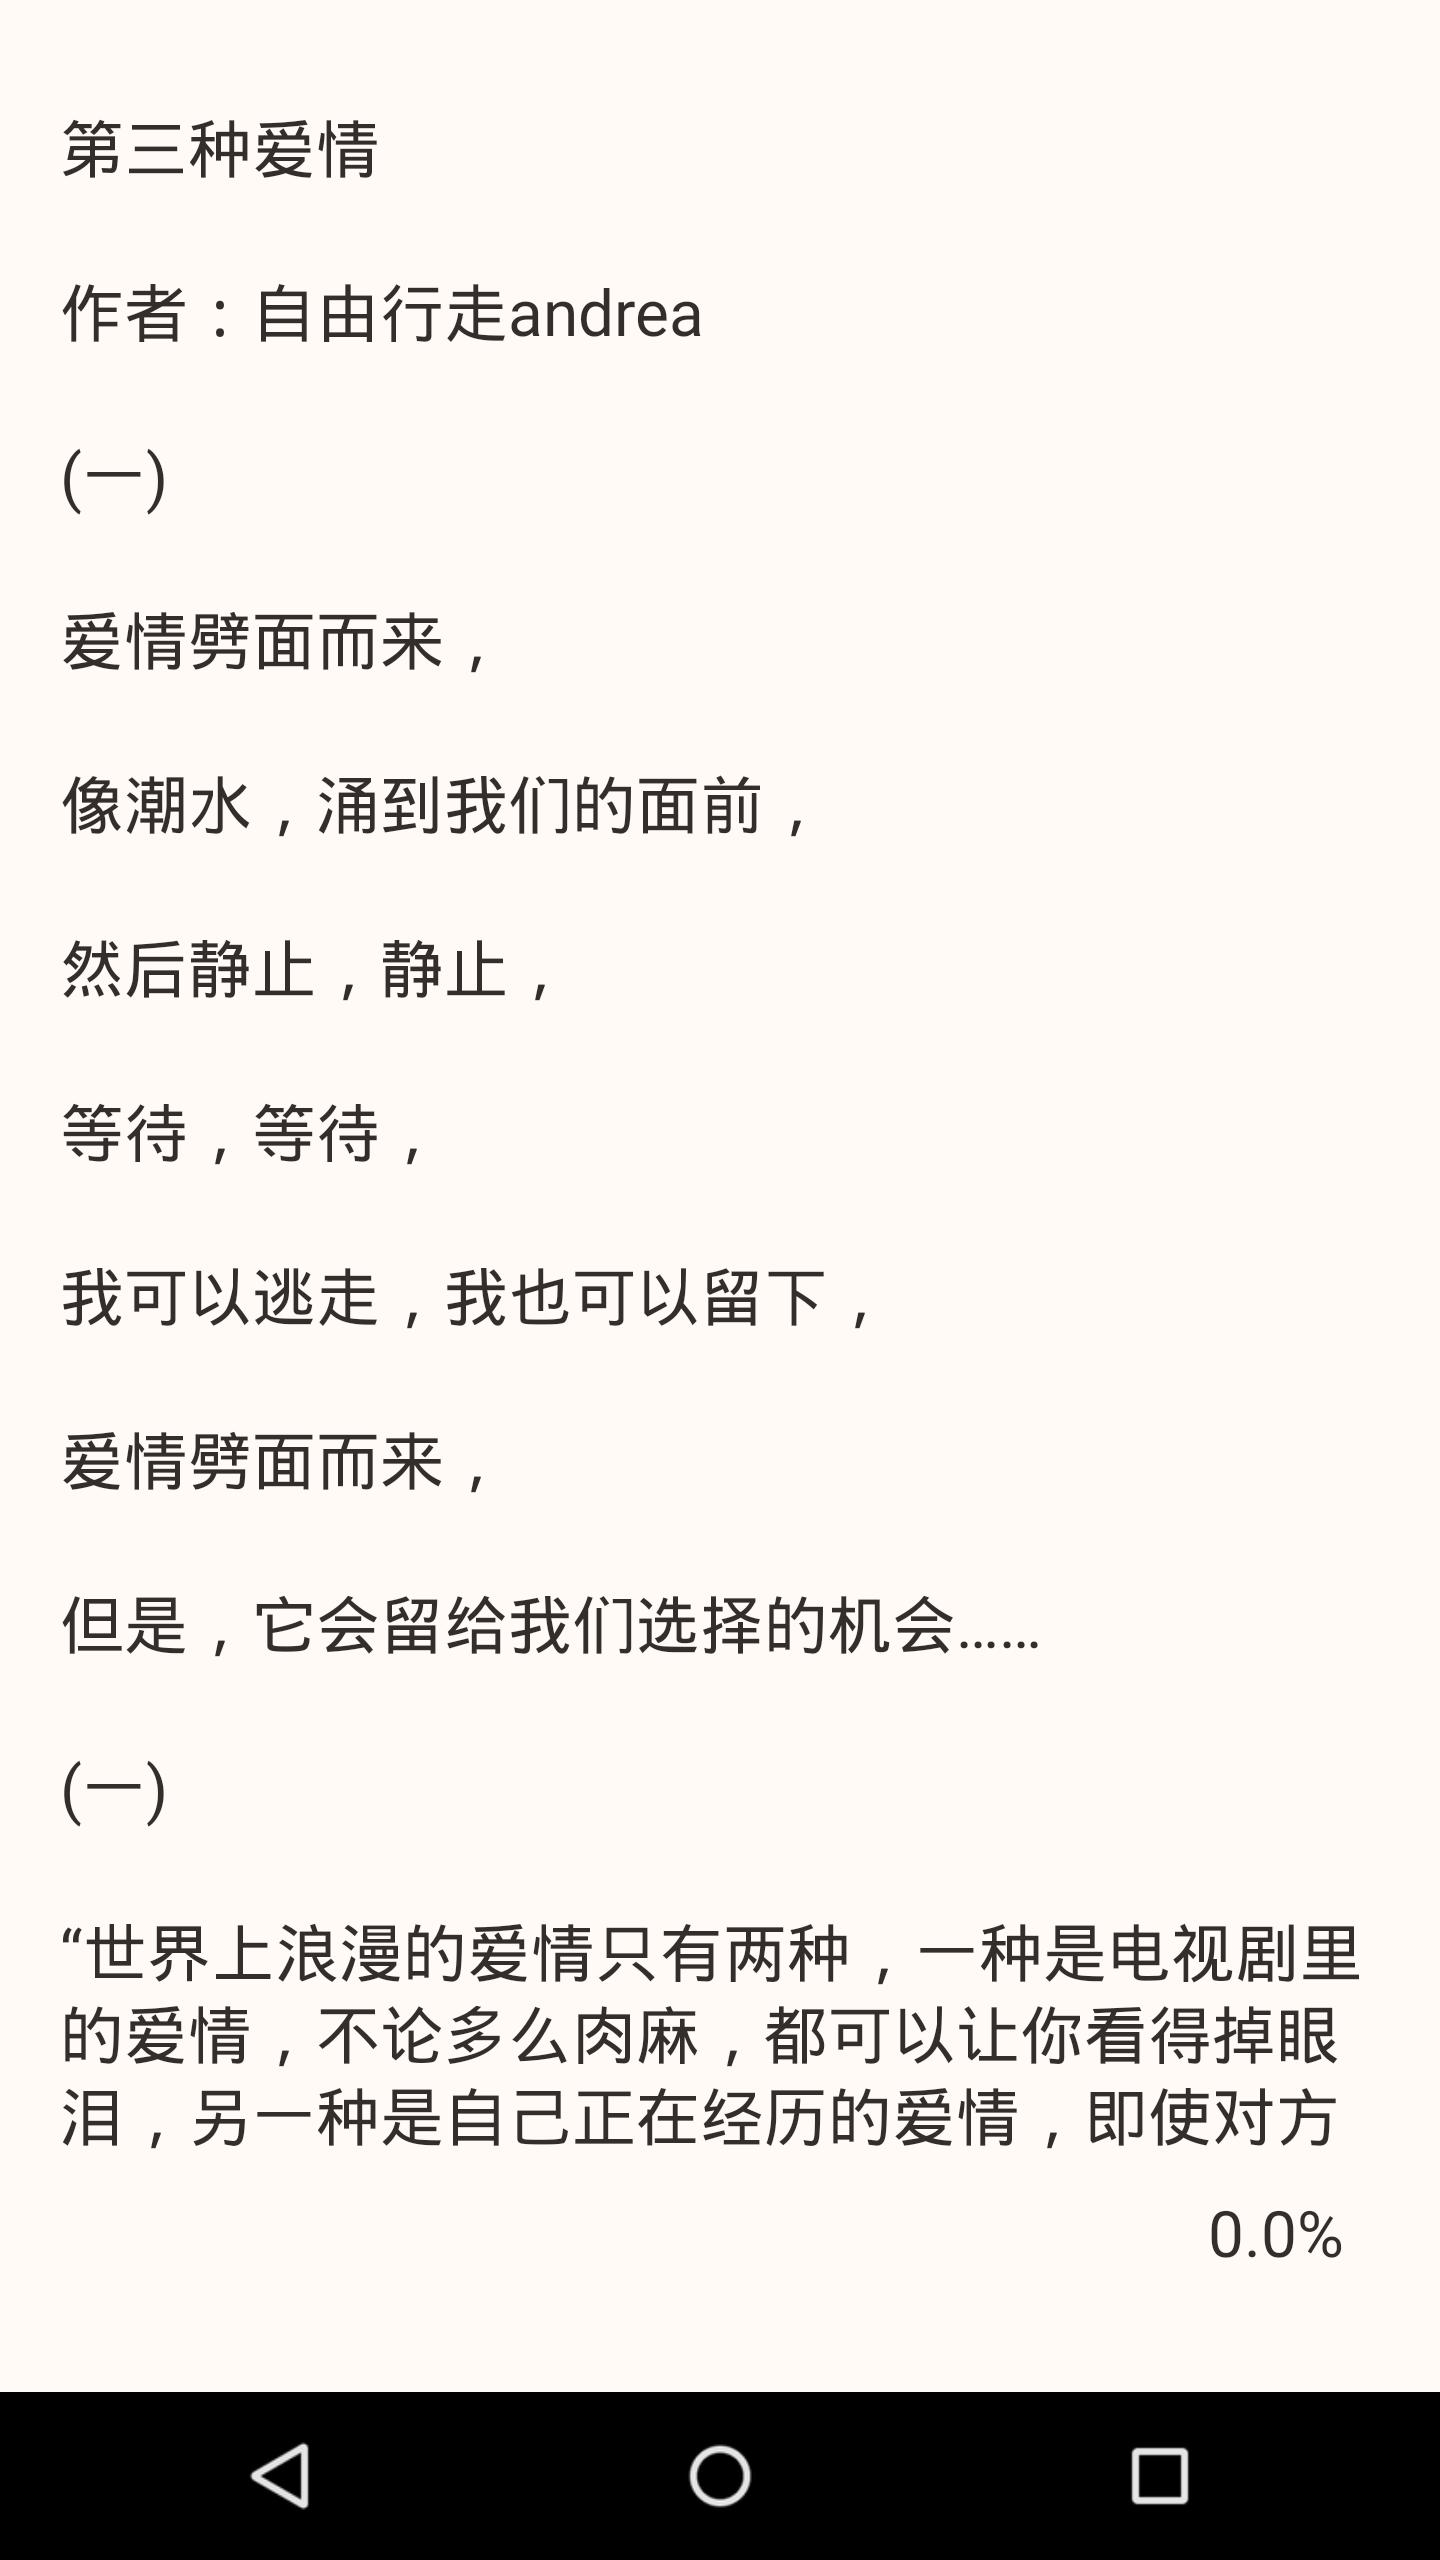 第三种爱情
作者：自由行走andrea
(一)
爱情劈面而来，
像潮水，涌到我们的面前，
然后静止，静止，
等待，等待，
我可以逃走，我也可以留下，
爱情劈面而来，
但是，它会留给我们选择的机会……
(一)
“世界上浪漫的爱情只有两种， 一种是电视剧里
的爱情，不论多么肉麻，都可以让你看得掉眼
泪，另一种是自己正在经历的爱情，即使对方
0.0%